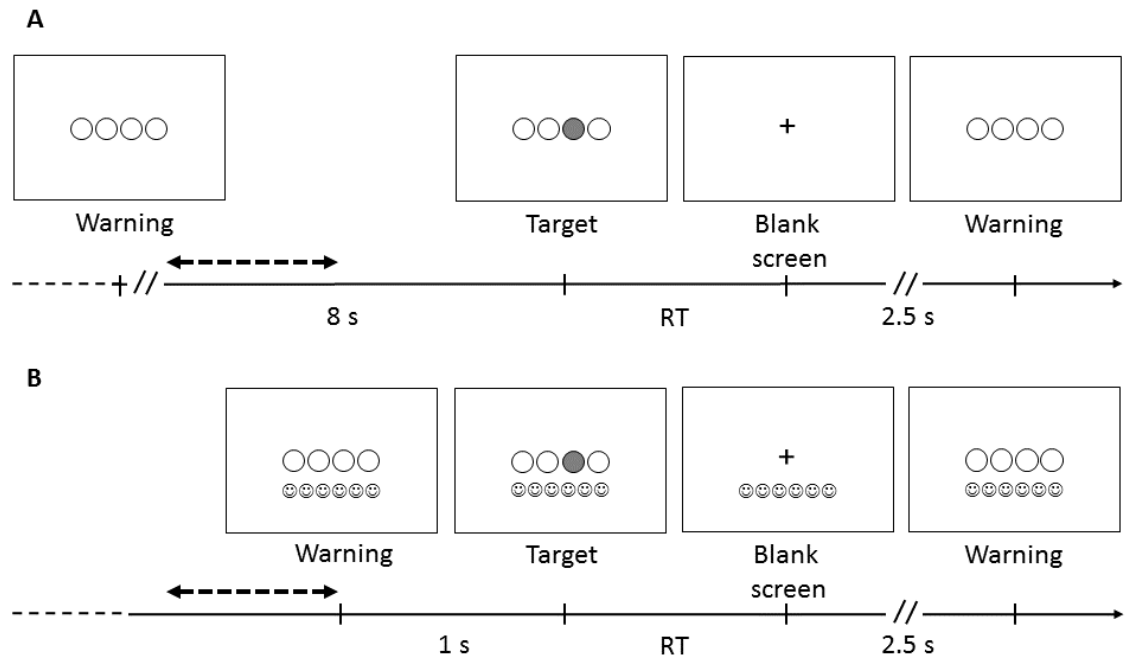 A
Warning
Target
Blank
screen
Warning
8 s
RT
2.5 s
B
Warning
Target
Blank
screen
Warning
1 s
RT
2.5 s